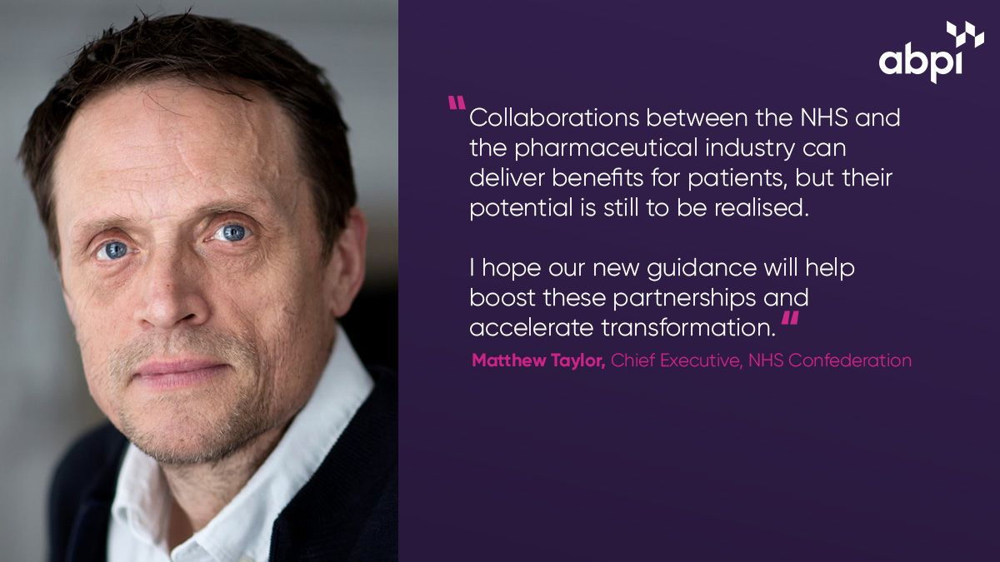 abpi
"Collaborations between the NHS and
the pharmaceutical industry can
deliver benefits for patients, but their
potential is still to be realised.
I hope our new guidance will help
boost these partnerships and
accelerate transformation."
Matthew Taylor, Chief Executive, NHS Confederation